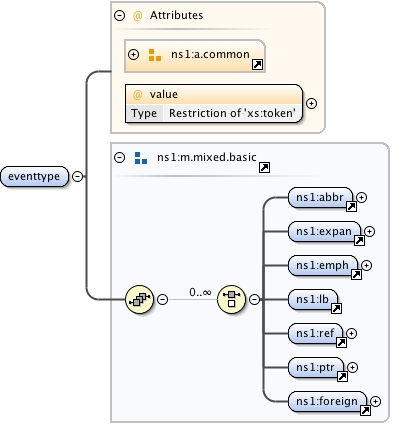 @ Attributes
ns1:a.common
@ value
Type Restriction of 'xs:token'
eventtype
ns1:m.mixed.basic
ns1:abbr
ns1:expan
ns1:emph
0..∞
ns1:lb
ns1:ref
ns1:ptr
ns1:foreign